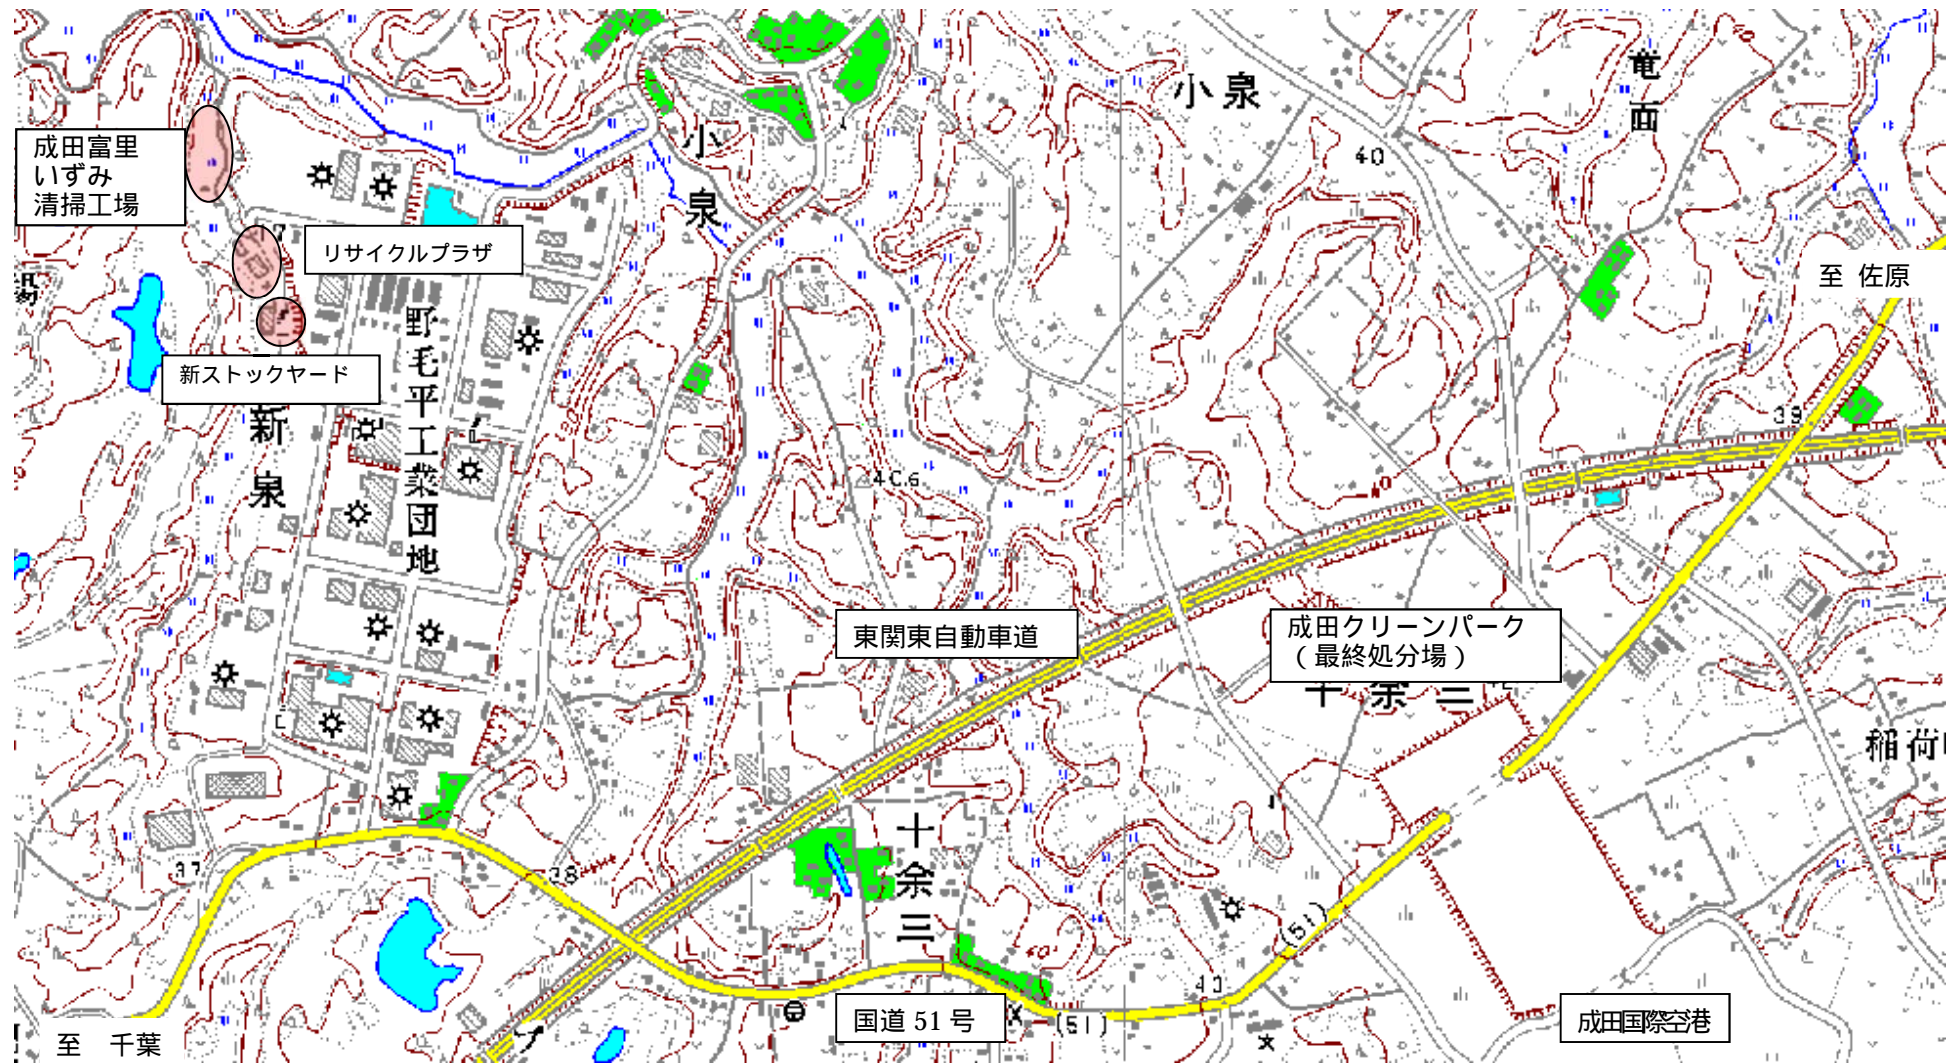 小泉
竜面
40
40
成田富里
いずみ
清掃工場
小泉
リサイクルプラザ
至 佐原
野毛平工業団地
新ストックヤード
新泉
39
40
東関東自動車道
成田クリーンパーク
（最終処分場）
十余三
稲荷
十余三
37
38
40
(51)
43
国道 51 号
(51)
成田国際空港
至 千葉